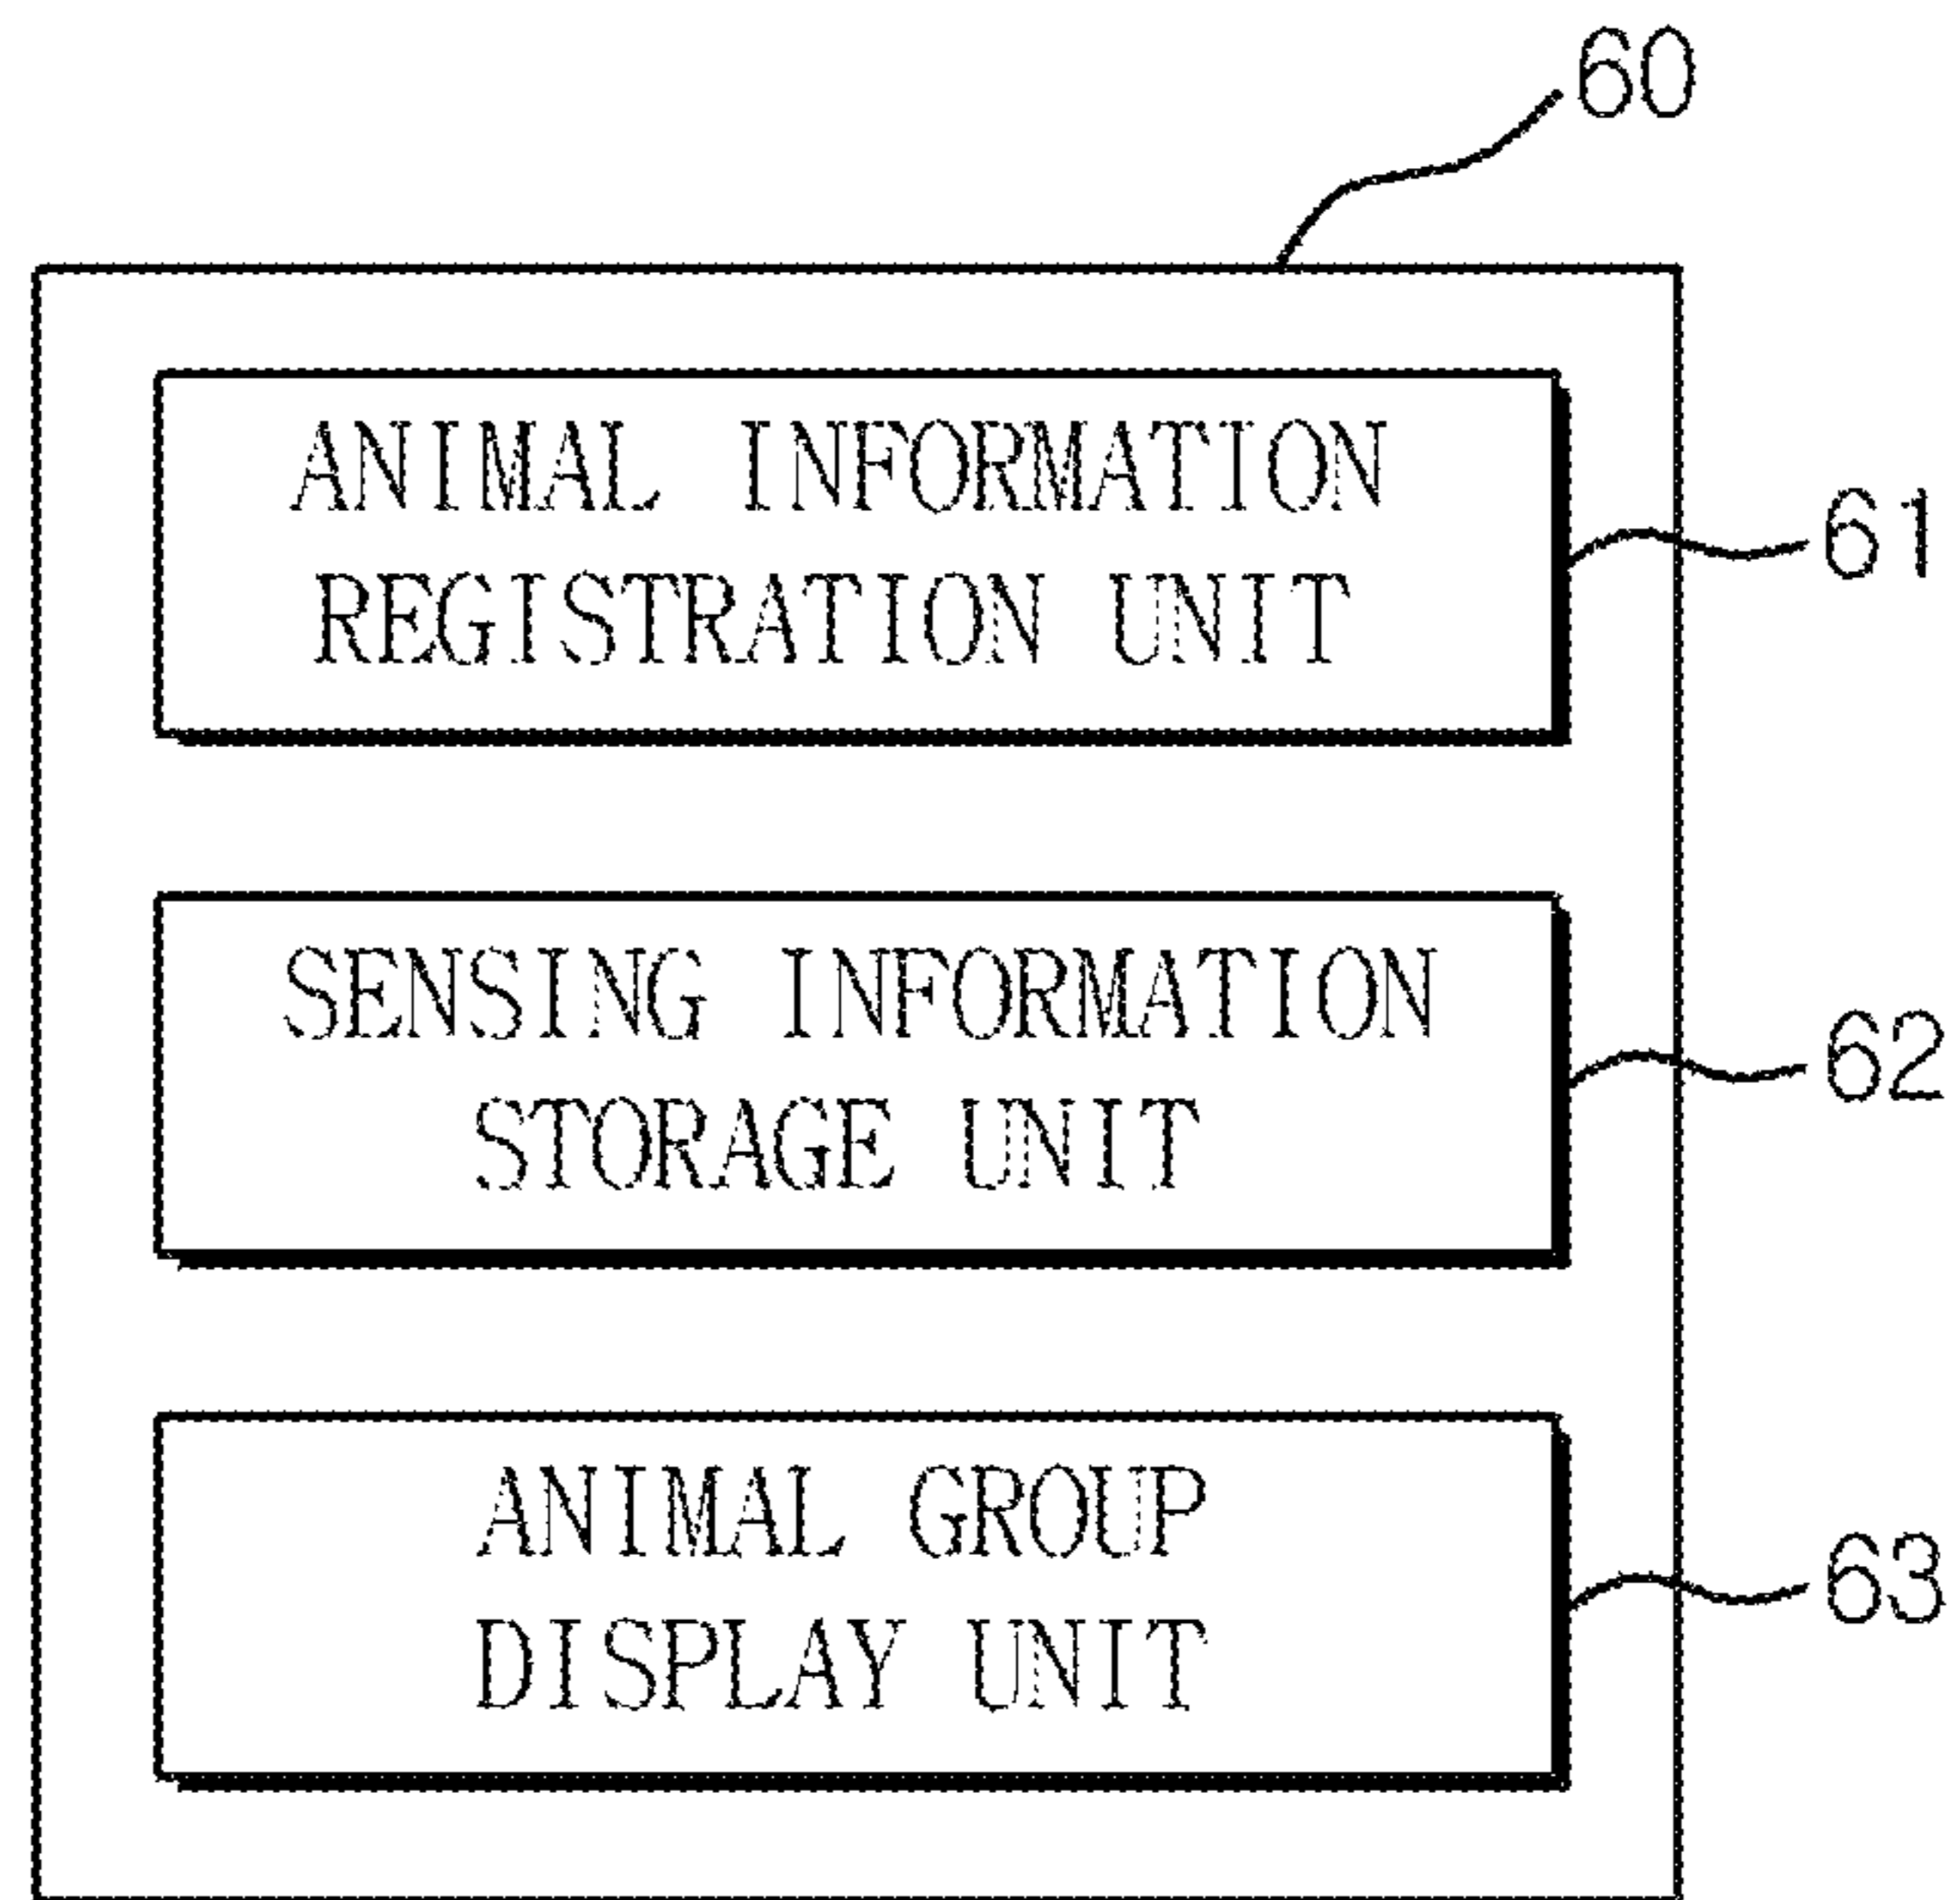 60
ANIMAL INFORMATION
REGISTRATION UNIT
61
SENSING INFORMATION
STORAGE UNIT
62
ANIMAL GROUP
DISPLAY UNIT
63